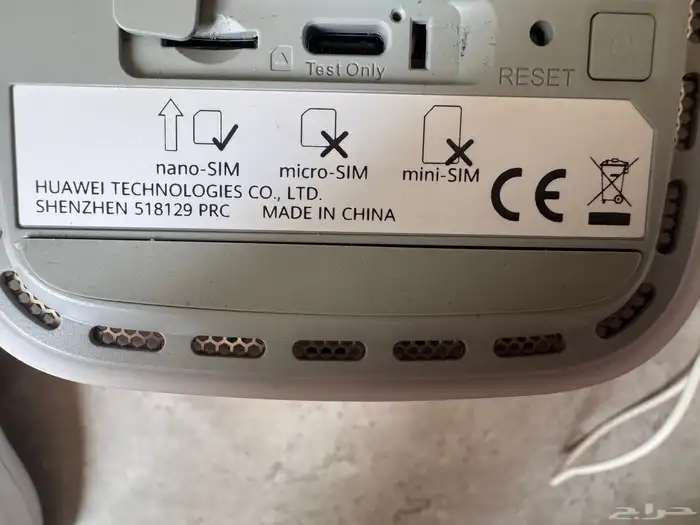 Test Only
RESET
nano-SIM
micro-SIM
mini-SIM
HUAWEI TECHNOLOGIES CO., LTD.
SHENZHEN 518129 PRC MADE IN CHINA
CE
حراج